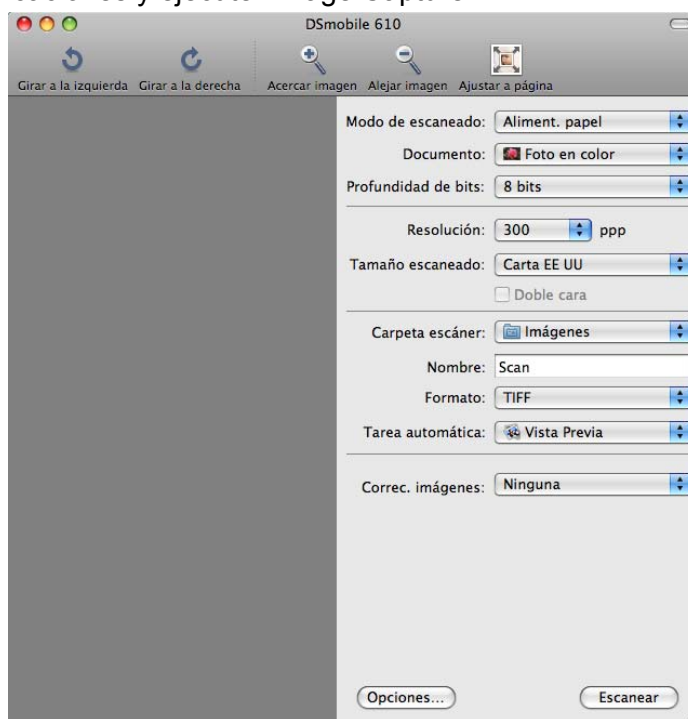 DSmobile 610
Girar a la izquierda Girar a la derecha Acercar imagen Alejar imagen Ajustar a página
Modo de escaneado: Aliment. papel
Documento: Foto en color
Profundidad de bits: 8 bits
Resolución: 300 ppp
Tamaño escaneado: Carta EE UU
Doble cara
Carpeta escáner: Imágenes
Nombre: Scan
Formato: TIFF
Tarea automática: Vista Previa
Correc. imágenes: Ninguna
Opciones... Escanear